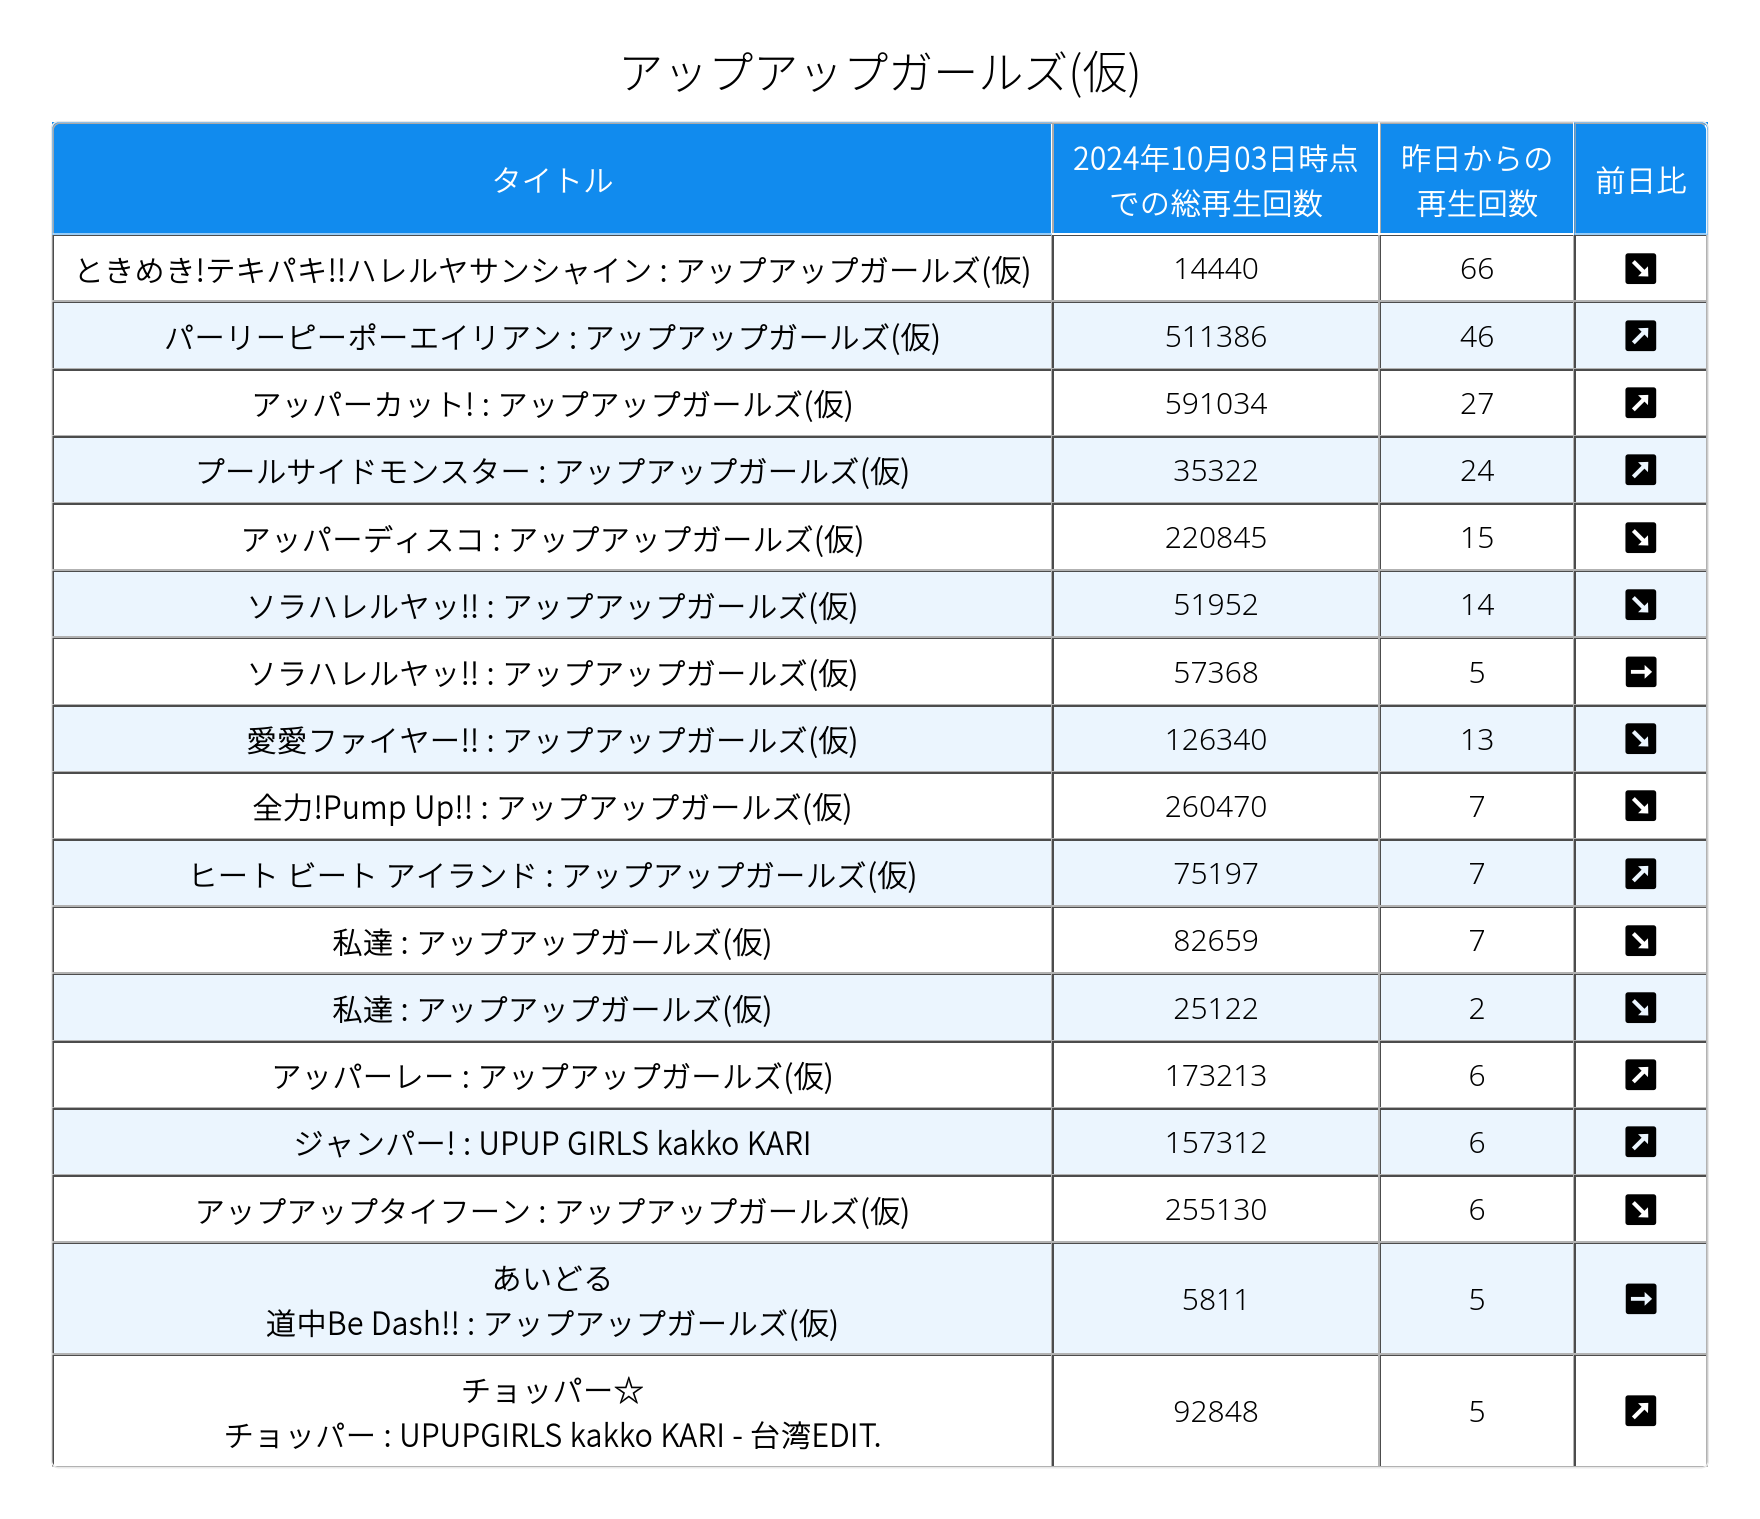 アップアップガールズ(仮)
タイトル
2024年10月03日時点
での総再生回数
昨日からの
再生回数
前日比
ときめき!テキパキ!!ハレルヤサンシャイン : アップアップガールズ(仮) 14440 66 ↘
パーリーピーポーエイリアン : アップアップガールズ(仮) 511386 46 ↗
アッパーカット! : アップアップガールズ(仮) 591034 27 ↗
プールサイドモンスター : アップアップガールズ(仮) 35322 24 ↗
アッパーディスコ : アップアップガールズ(仮) 220845 15 ↘
ソラハレルヤッ!! : アップアップガールズ(仮) 51952 14 ↘
ソラハレルヤッ!! : アップアップガールズ(仮) 57368 5 →
愛愛ファイヤー!! : アップアップガールズ(仮) 126340 13 ↘
全力!Pump Up!! : アップアップガールズ(仮) 260470 7 ↘
ヒート ビート アイランド : アップアップガールズ(仮) 75197 7 ↗
私達 : アップアップガールズ(仮) 82659 7 ↘
私達 : アップアップガールズ(仮) 25122 2 ↘
アッパーレー : アップアップガールズ(仮) 173213 6 ↗
ジャンパー! : UPUP GIRLS kakko KARI 157312 6 ↗
アップアップタイフーン : アップアップガールズ(仮) 255130 6 ↘
あいどる
道中Be Dash!! : アップアップガールズ(仮) 5811 5 →
チョッパー☆
チョッパー : UPUPGIRLS kakko KARI - 台湾EDIT. 92848 5 ↗